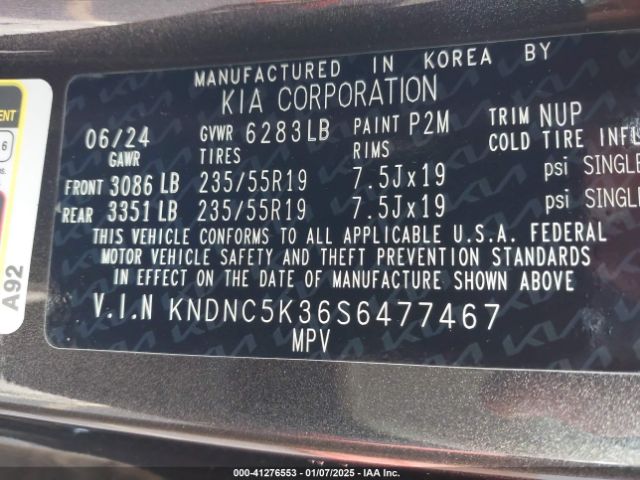 MANUFACTURED IN KOREA BY
KIA CORPORATION
06/24 GVWR 6283LB PAINT P2M TRIM NUP
GAWR TIRES RIMS COLD TIRE INFL
FRONT 3086 LB 235/55R19 7.5Jx19 psi SINGLE
REAR 3351 LB 235/55R19 7.5Jx19 psi SINGLE
THIS VEHICLE CONFORMS TO ALL APPLICABLE U.S.A. FEDERAL
MOTOR VEHICLE SAFETY AND THEFT PREVENTION STANDARDS
IN EFFECT ON THE DATE OF MANUFACTURE SHOWN ABOVE
V.I.N KNDNC5K36S6477467
MPV
A92
000-41276553 - 01/07/2025 - IAA Inc.